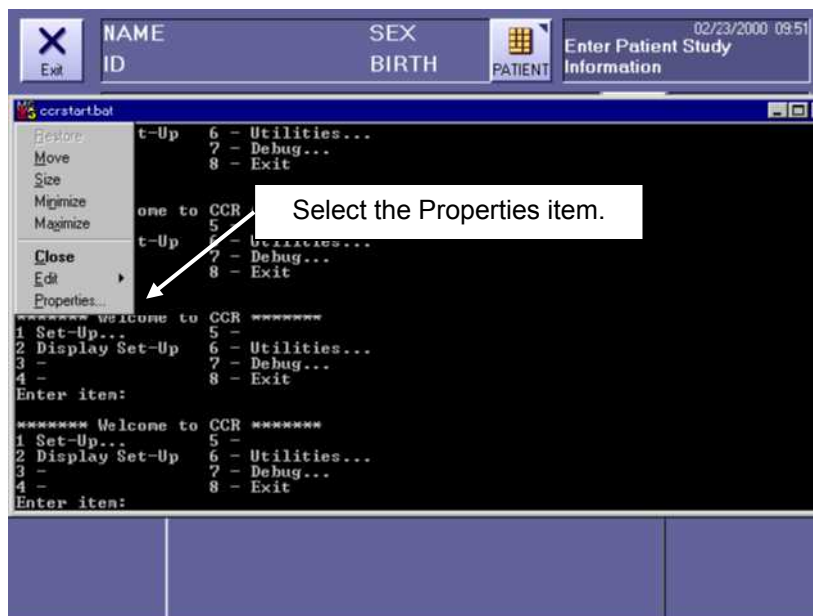 NAME SEX 02/23/2000 09:51
Exit ID BIRTH PATIENT Enter Patient Study
Information
ccrstart.bat
Restore
Move
Size
Minimize
Maximize
Close
Edit
Properties...
t-Up 6 - Utilities...
7 - Debug...
8 - Exit
ome to CCR
5 -
t-Up 6 - Utilities...
7 - Debug...
8 - Exit
Select the Properties item.
******* Welcome to CCR *******
1 Set-Up... 5 -
2 Display Set-Up 6 - Utilities...
3 - 7 - Debug...
4 - 8 - Exit
Enter item:
******* Welcome to CCR *******
1 Set-Up... 5 -
2 Display Set-Up 6 - Utilities...
3 - 7 - Debug...
4 - 8 - Exit
Enter item: